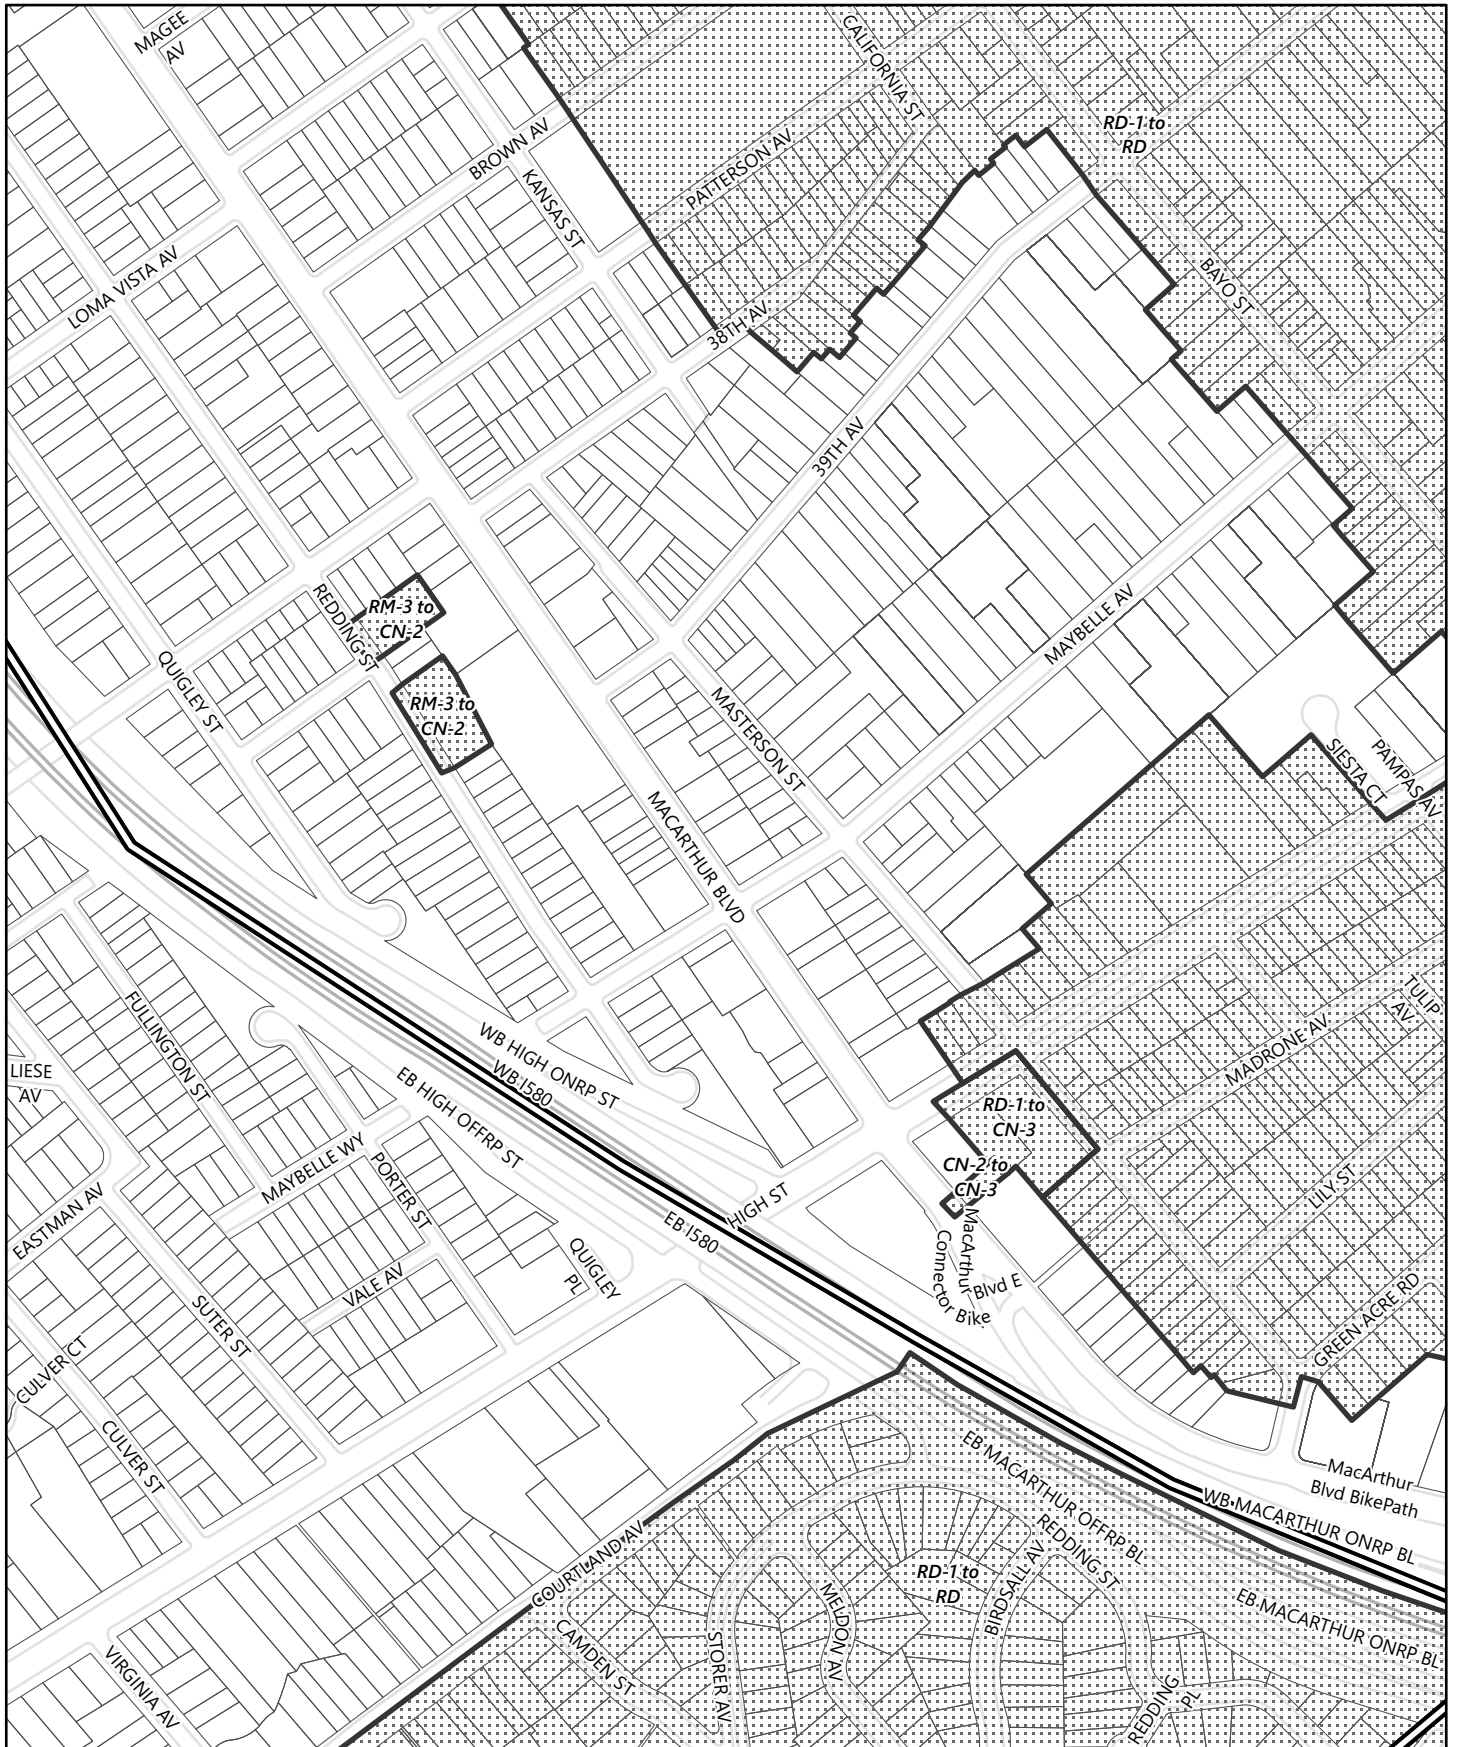 MAGEE
AV
CALIFORNIA ST
RD-1 to
RD
BROWN AV
PATTERSON AV
KANSAS ST
LOMA VISTA AV
BAYO ST
38TH AV
39TH AV
REDDING ST
RM-3 to
CN-2
MAYBELLE AV
QUIGLEY ST
RM-3 to
CN-2
MASTERSON ST
SIESTA CT
PAMPAS AV
MACARTHUR BLVD
FULLINGTON ST
TULIP
AV
WB HIGH ONRP ST
WB I580
MADRONE AV
LIESE
AV
EB HIGH OFFRP ST
RD-1 to
CN-3
MAYBELLE WY
PORTER ST
CN-2 to
CN-3
LILY ST
EASTMAN AV
HIGH ST
EB I580
MacArthur
Blvd E
Connector
Bike
QUIGLEY
PL
VALE AV
SUTER ST
GREEN ACRE RD
CULVER CT
CULVER ST
EB MACARTHUR OFFRP BL
MacArthur
Blvd BikePath
WB MACARTHUR ONRP BL
REDDING ST
COURTLAND AV
RD-1 to
RD
BIRDSALL AV
MELDON AV
EB MACARTHUR ONRP BL
CAMDEN ST
STORER AV
VIRGINIA AV
REDDING
PL